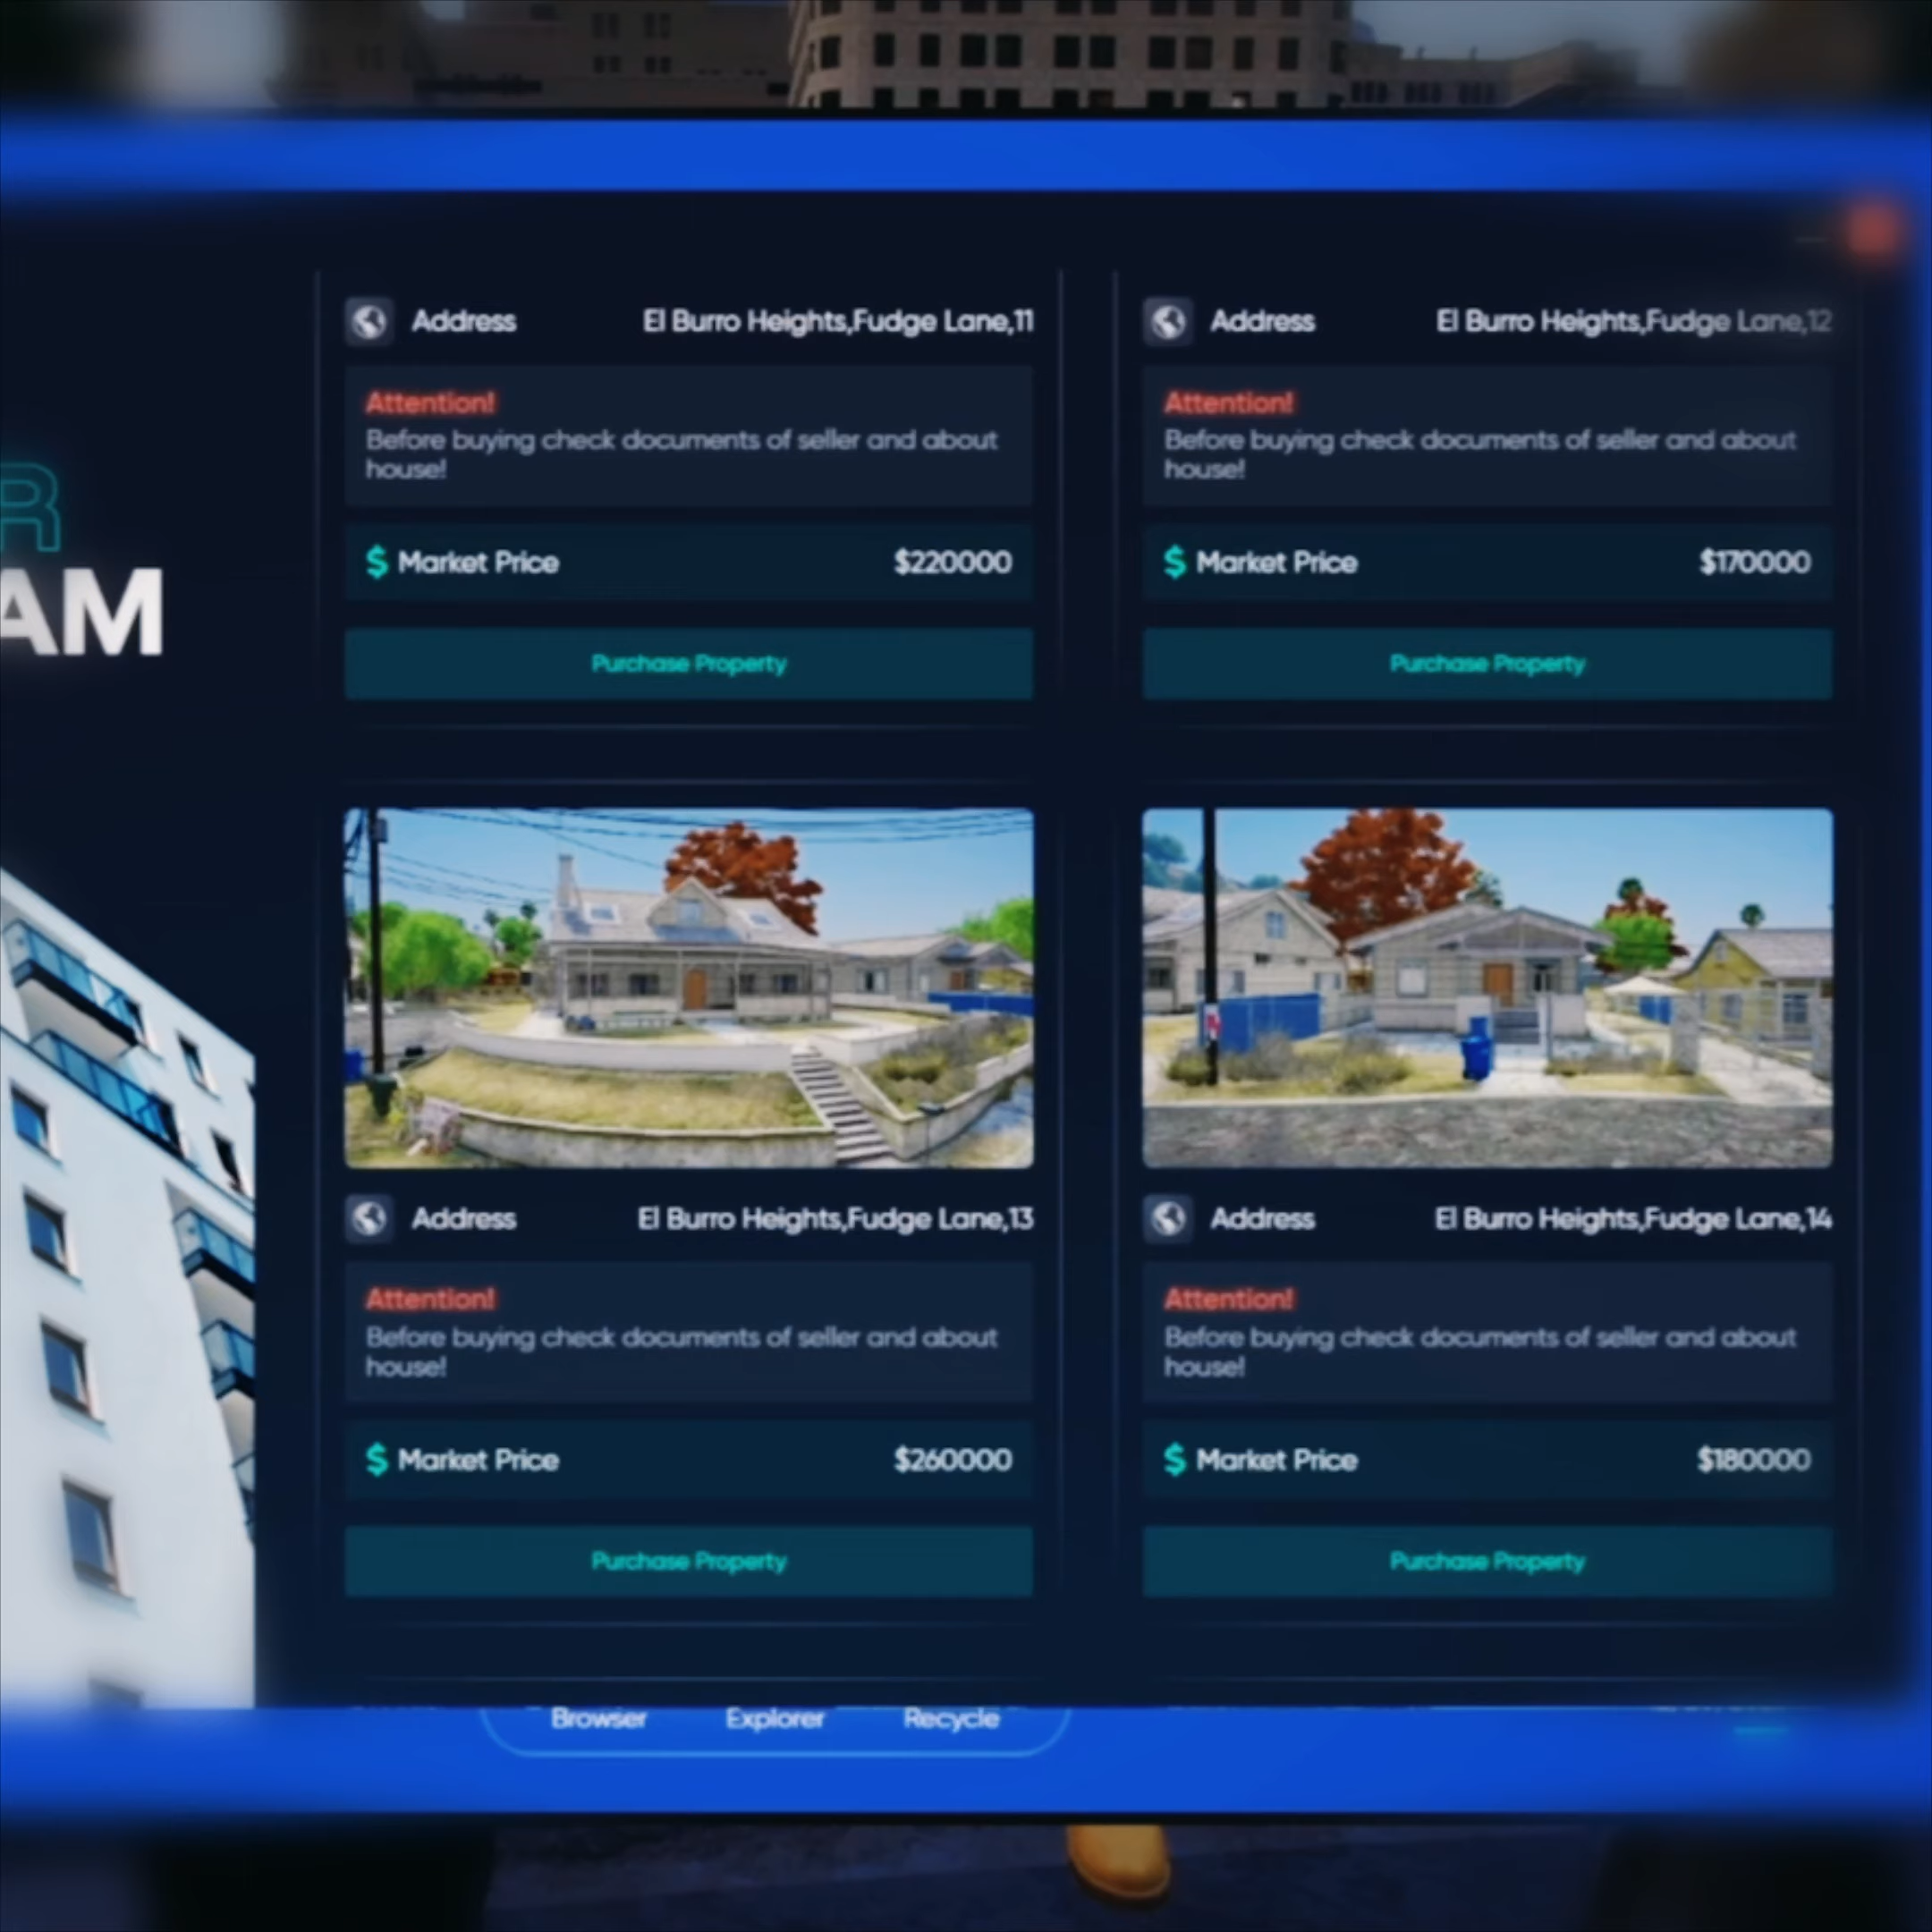 R
AM
Address El Burro Heights,Fudge Lane,11
Attention!
Before buying check documents of seller and about
house!
$ Market Price $220000
Purchase Property
Address El Burro Heights,Fudge Lane,12
Attention!
Before buying check documents of seller and about
house!
$ Market Price $170000
Purchase Property
Address El Burro Heights,Fudge Lane,13
Attention!
Before buying check documents of seller and about
house!
$ Market Price $260000
Purchase Property
Address El Burro Heights,Fudge Lane,14
Attention!
Before buying check documents of seller and about
house!
$ Market Price $180000
Purchase Property
Browser Explorer Recycle